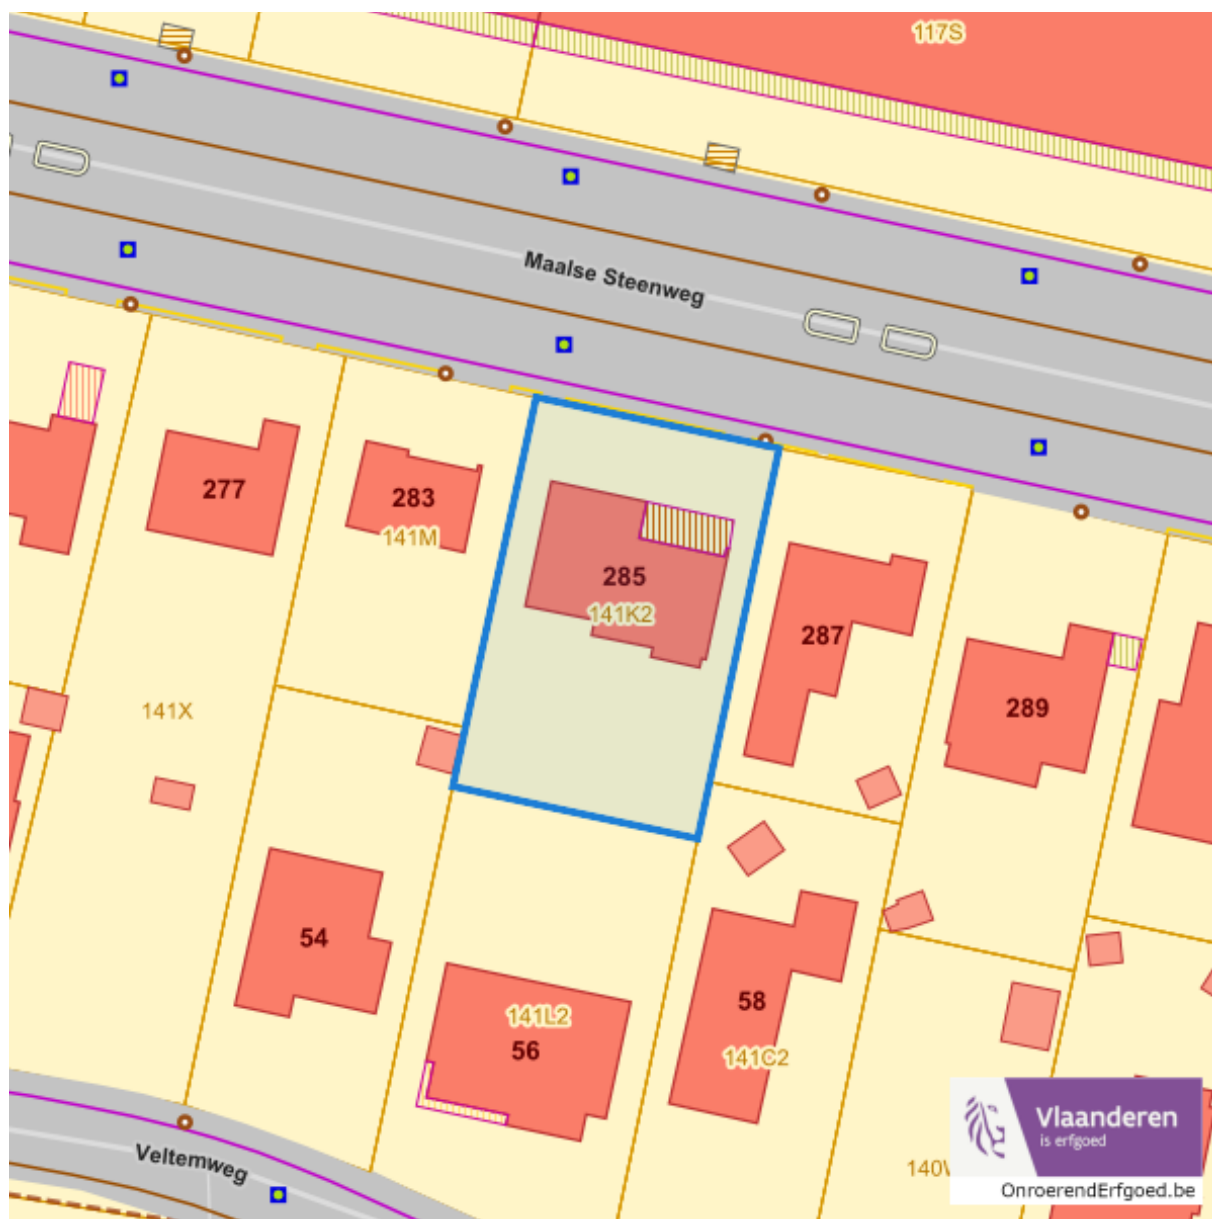 117S
Maalse Steenweg
277
283
141M
285
141K2
287
289
141X
54
141L2
56
58
141C2
Veltemweg
Vlaanderen
is erfgoed
OnroerendErfgoed.be